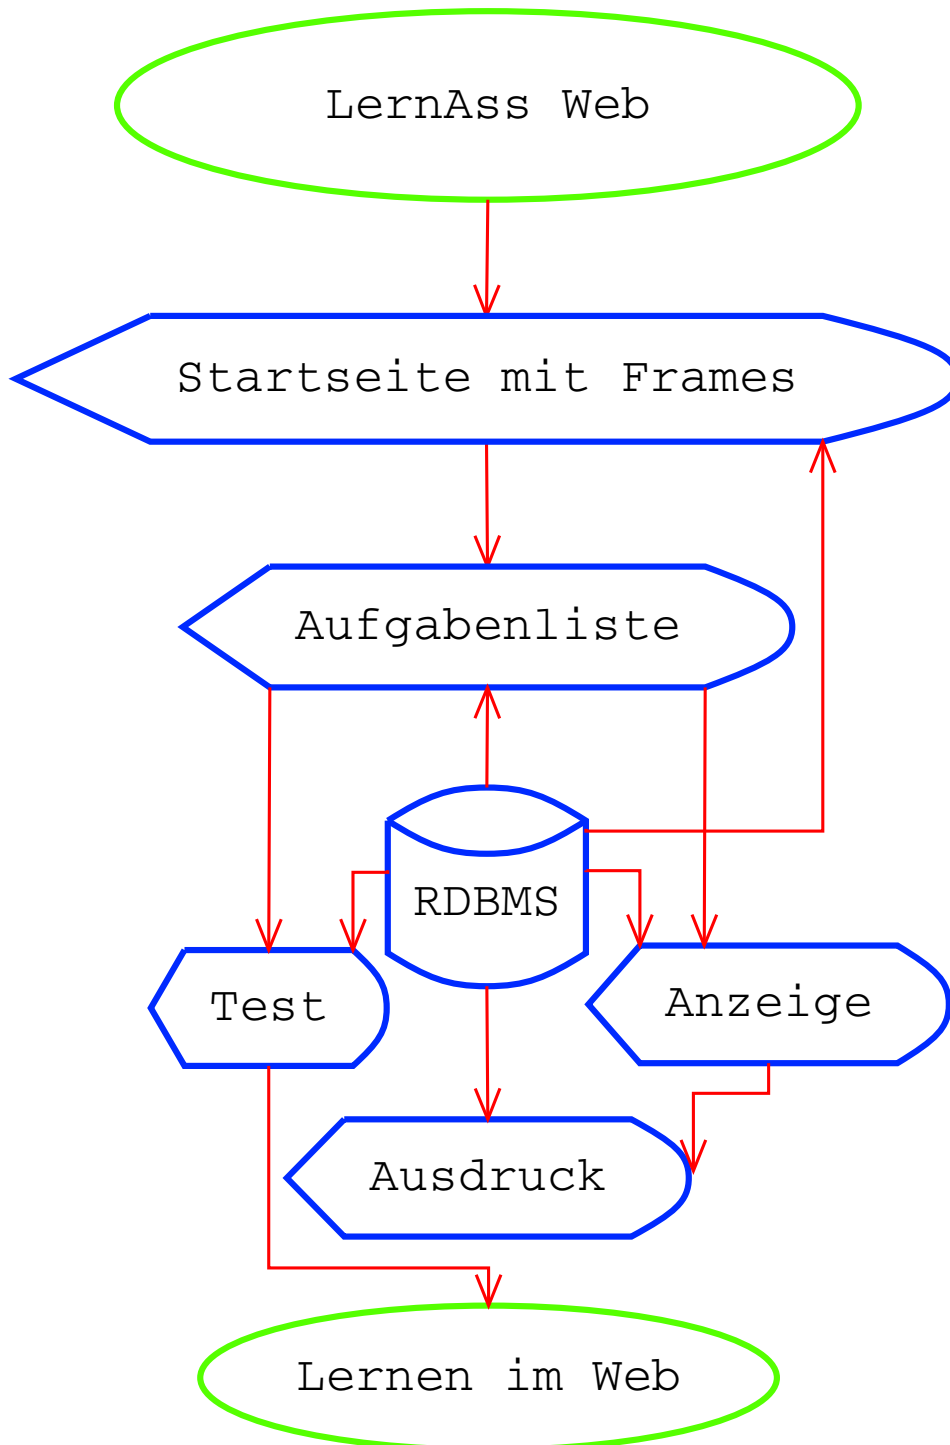 LernAss Web
Startseite mit Frames
Aufgabenliste
RDBMS
Test
Anzeige
Ausdruck
Lernen im Web